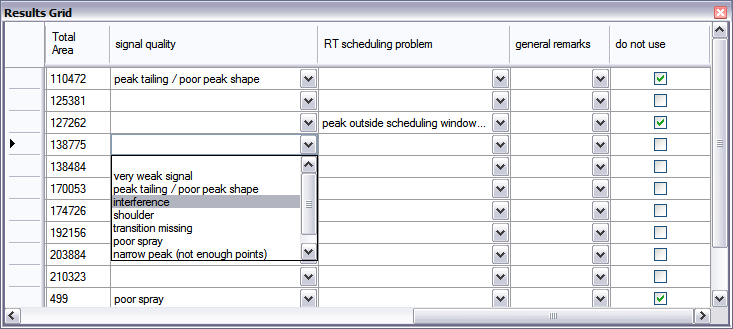 Results Grid
Total Area signal quality RT scheduling problem general remarks do not use
110472 peak tailing / poor peak shape
125381
127262 peak outside scheduling window...
138775
138484
very weak signal
170053 peak tailing / poor peak shape
interference
174726 shoulder
transition missing
192156 poor spray
203884 narrow peak (not enough points)
210323
499 poor spray